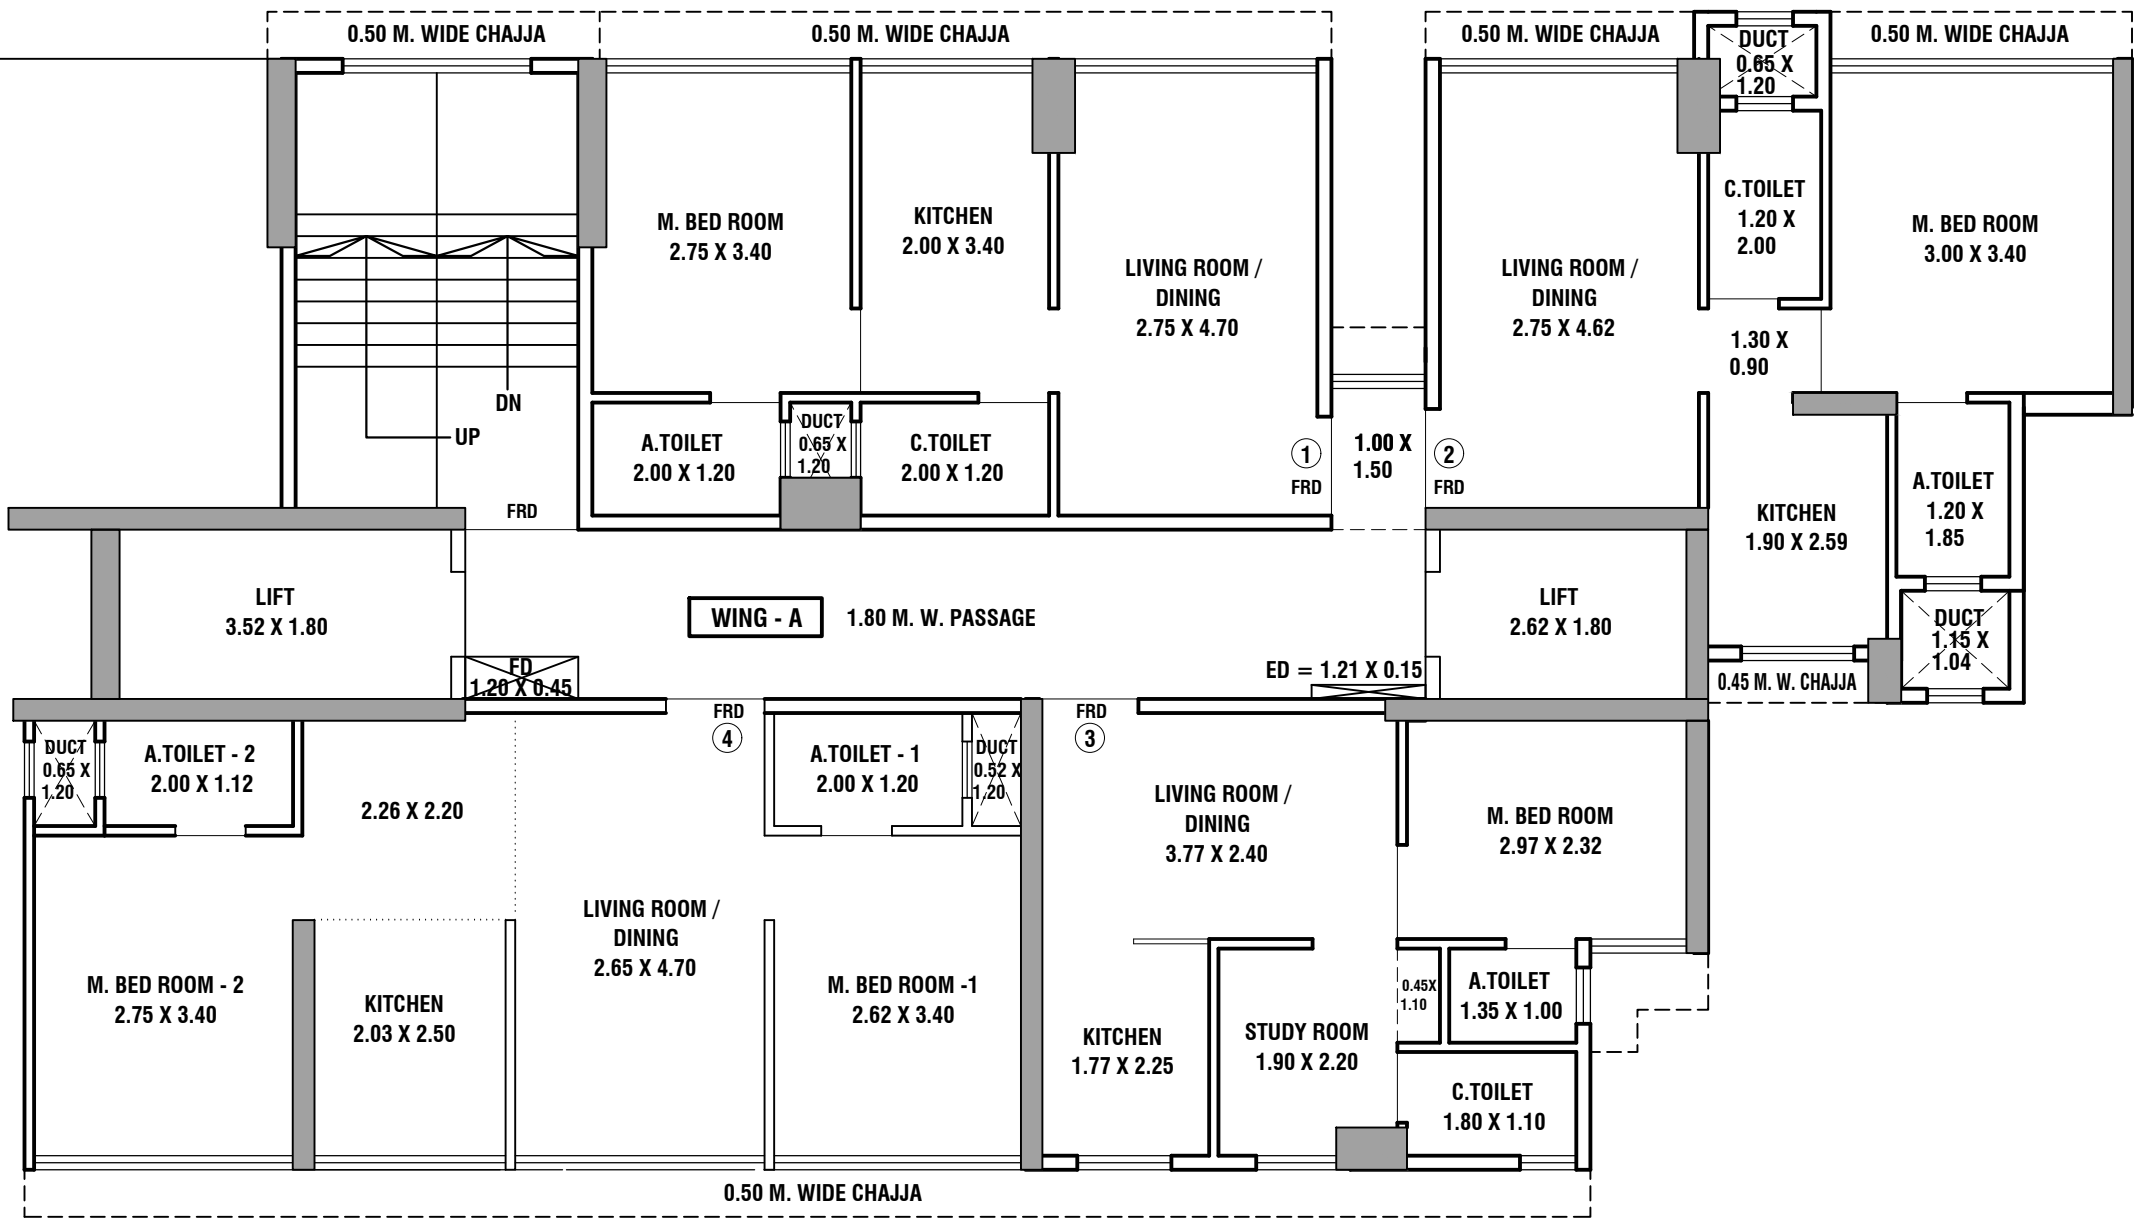 0.50 M. WIDE CHAJJA
0.50 M. WIDE CHAJJA
0.50 M. WIDE CHAJJA
0.50 M. WIDE CHAJJA
DUCT
0.65 X
1.20
M. BED ROOM
2.75 X 3.40
KITCHEN
2.00 X 3.40
LIVING ROOM /
DINING
2.75 X 4.70
LIVING ROOM /
DINING
2.75 X 4.62
C.TOILET
1.20 X
2.00
M. BED ROOM
3.00 X 3.40
1.30 X
0.90
DN
UP
FRD
A.TOILET
2.00 X 1.20
DUCT
0.65 X
1.20
C.TOILET
2.00 X 1.20
1
FRD
1.00 X
1.50
2
FRD
KITCHEN
1.90 X 2.59
A.TOILET
1.20 X
1.85
DUCT
1.15 X
1.04
0.45 M. W. CHAJJA
LIFT
3.52 X 1.80
WING - A
1.80 M. W. PASSAGE
LIFT
2.62 X 1.80
FD
1.20 X 0.45
ED = 1.21 X 0.15
FRD
4
FRD
3
DUCT
0.65 X
1.20
A.TOILET - 2
2.00 X 1.12
2.26 X 2.20
A.TOILET - 1
2.00 X 1.20
DUCT
0.52 X
1.20
LIVING ROOM /
DINING
3.77 X 2.40
M. BED ROOM
2.97 X 2.32
LIVING ROOM /
DINING
2.65 X 4.70
M. BED ROOM - 2
2.75 X 3.40
KITCHEN
2.03 X 2.50
M. BED ROOM -1
2.62 X 3.40
KITCHEN
1.77 X 2.25
STUDY ROOM
1.90 X 2.20
0.45X
1.10
A.TOILET
1.35 X 1.00
C.TOILET
1.80 X 1.10
0.50 M. WIDE CHAJJA